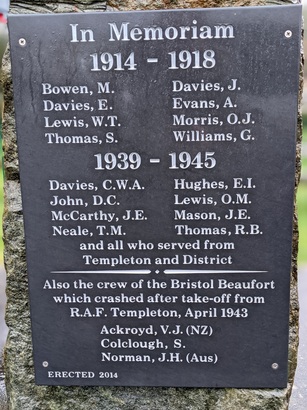 In Memoriam
1914 - 1918
Bowen, M. Davies, J.
Davies, E. Evans, A.
Lewis, W.T. Morris, O.J.
Thomas, S. Williams, G.
1939 - 1945
Davies, C.W.A. Hughes, E.I.
John, D.C. Lewis, O.M.
McCarthy, J.E. Mason, J.E.
Neale, T.M. Thomas, R.B.
and all who served from
Templeton and District
Also the crew of the Bristol Beaufort
which crashed after take-off from
R.A.F. Templeton, April 1943
Ackroyd, V.J. (NZ)
Colclough, S.
Norman, J.H. (Aus)
ERECTED 2014